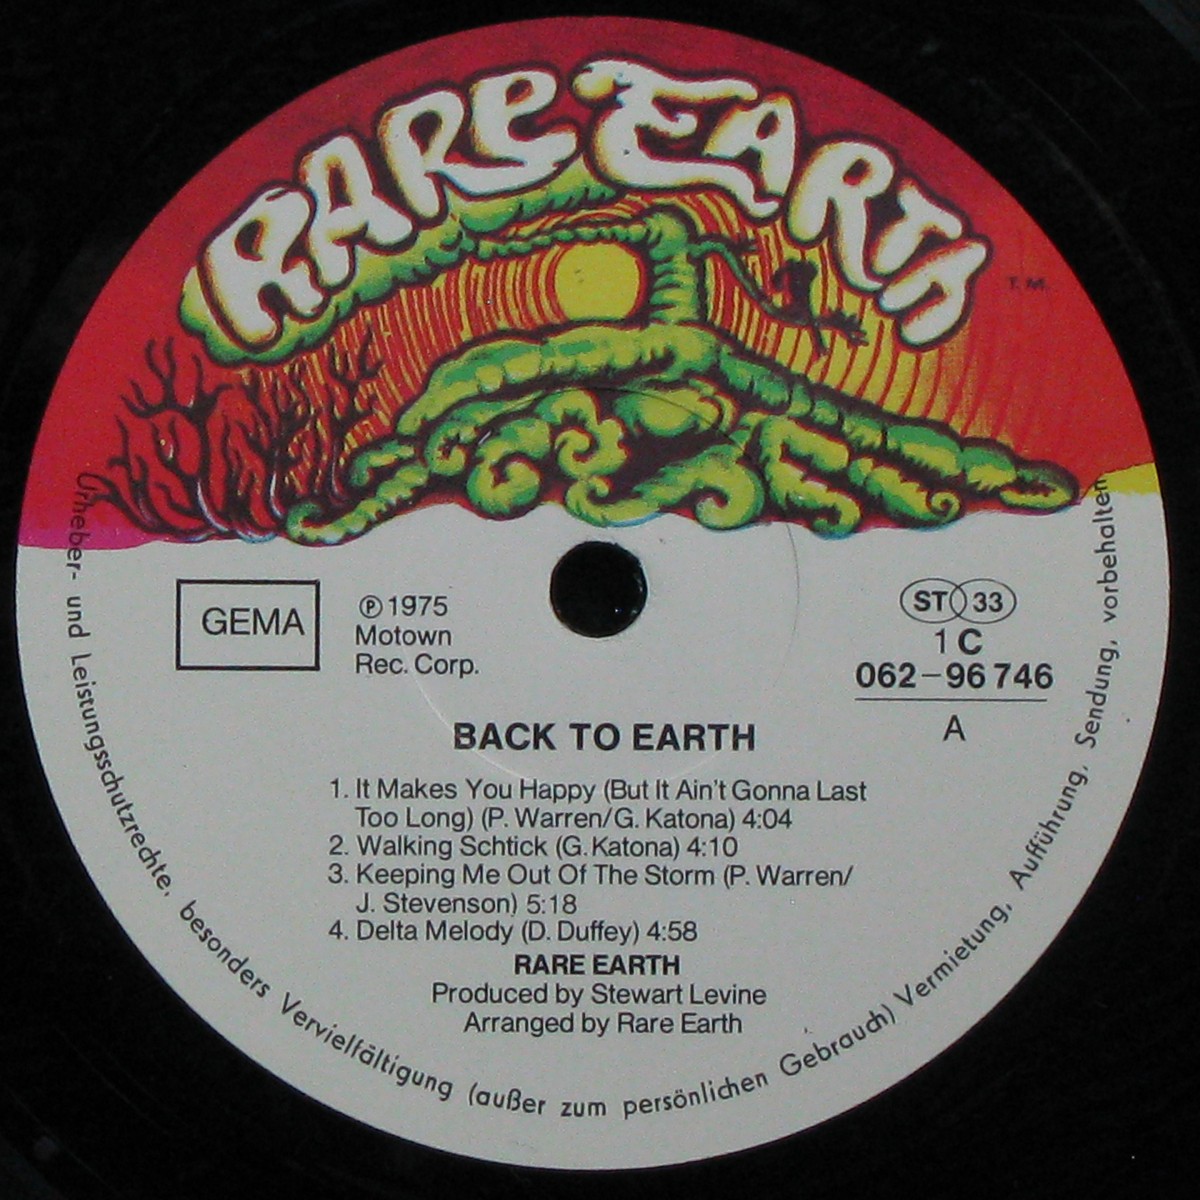 RARE EARTH
T.M.
GEMA
℗ 1975
Motown
Rec. Corp.
ST 33
1 C
062-96 746
A
BACK TO EARTH
1. It Makes You Happy (But It Ain't Gonna Last
Too Long) (P. Warren/G. Katona) 4:04
2. Walking Schtick (G. Katona) 4:10
3. Keeping Me Out Of The Storm (P. Warren/
J. Stevenson) 5:18
4. Delta Melody (D. Duffey) 4:58
RARE EARTH
Produced by Stewart Levine
Arranged by Rare Earth
Urheber- und Leistungsschutzrechte, besonders Vervielfältigung (außer zum persönlichen Gebrauch) Vermietung, Aufführung, Sendung, vorbehalten